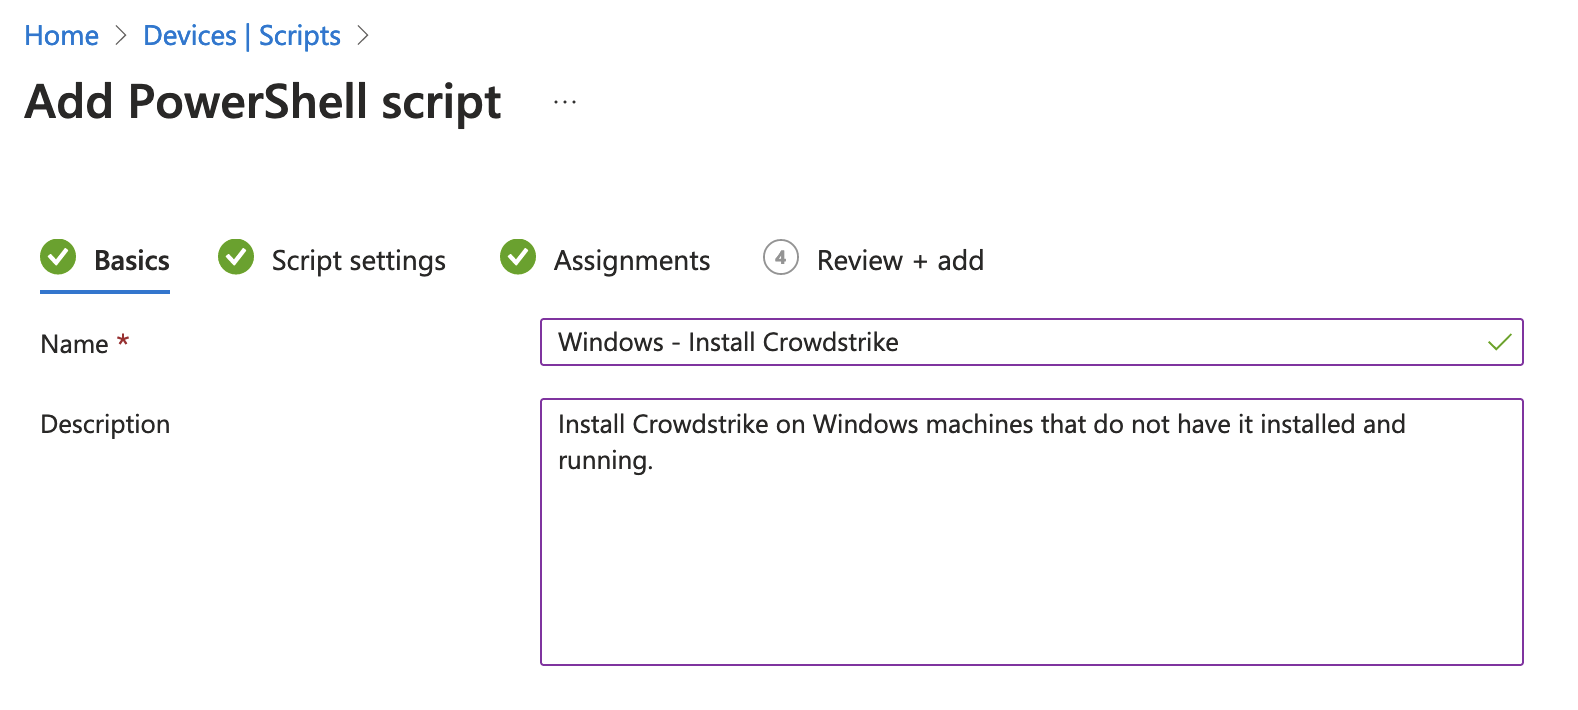 Home > Devices | Scripts >
Add PowerShell script ...
Basics Script settings Assignments 4 Review + add
Name * Windows - Install Crowdstrike
Description Install Crowdstrike on Windows machines that do not have it installed and
running.